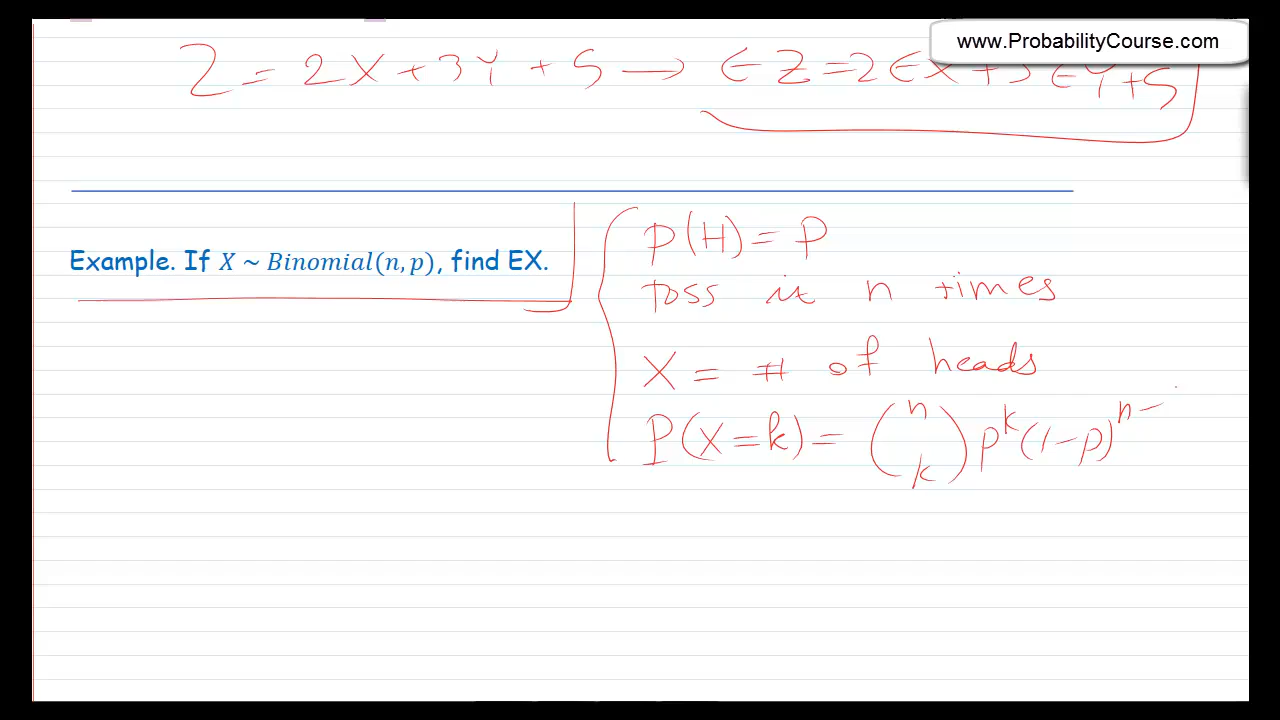 www.ProbabilityCourse.com
Z = 2X + 3Y + 5 → EZ = 2EX + 3EY + 5
Example. If X ~ Binomial(n, p), find EX.
P(H) = P
toss it n times
X = # of heads
P(X = k) = (n k) p^k (1 - p)^n-